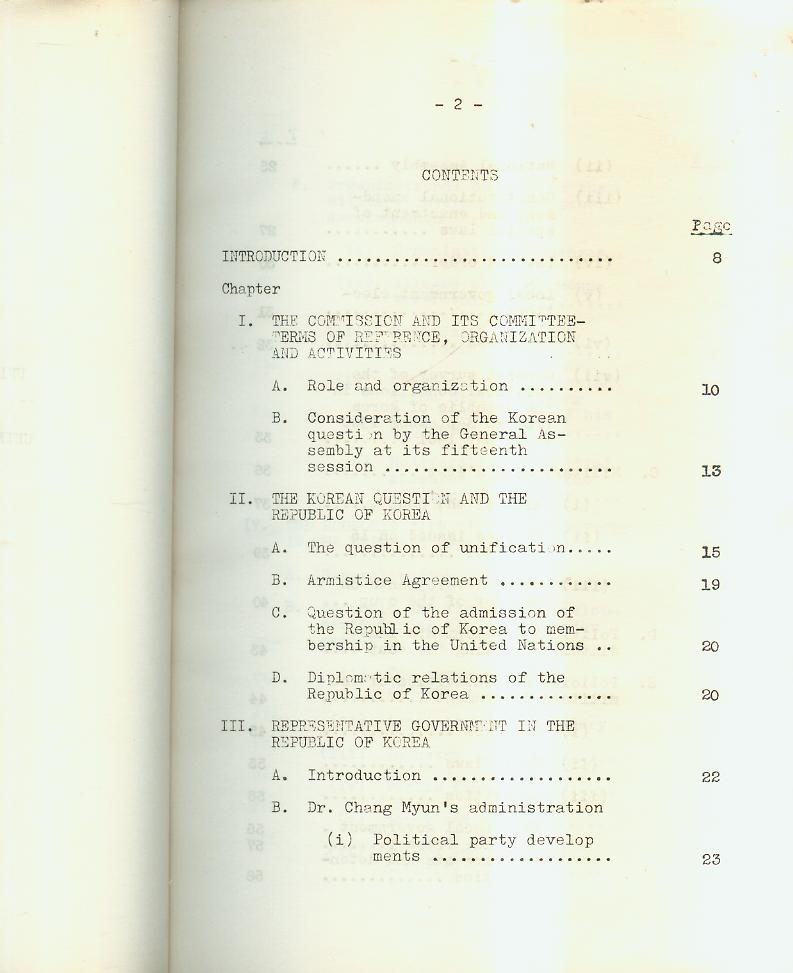 - 2 -
CONTENTS
Page
INTRODUCTION ............................. 8
Chapter
I. THE COMMISSION AND ITS COMMITTEE-
TERMS OF REFERENCE, ORGANIZATION
AND ACTIVITIES
A. Role and organization .......... 10
B. Consideration of the Korean
question by the General As-
sembly at its fifteenth
session ........................ 13
II. THE KOREAN QUESTION AND THE
REPUBLIC OF KOREA
A. The question of unification..... 15
B. Armistice Agreement ............ 19
C. Question of the admission of
the Republic of Korea to mem-
bership in the United Nations .. 20
D. Diplomatic relations of the
Republic of Korea .............. 20
III. REPRESENTATIVE GOVERNMENT IN THE
REPUBLIC OF KOREA
A. Introduction ................... 22
B. Dr. Chang Myun's administration
(i) Political party develop
ments ................... 23